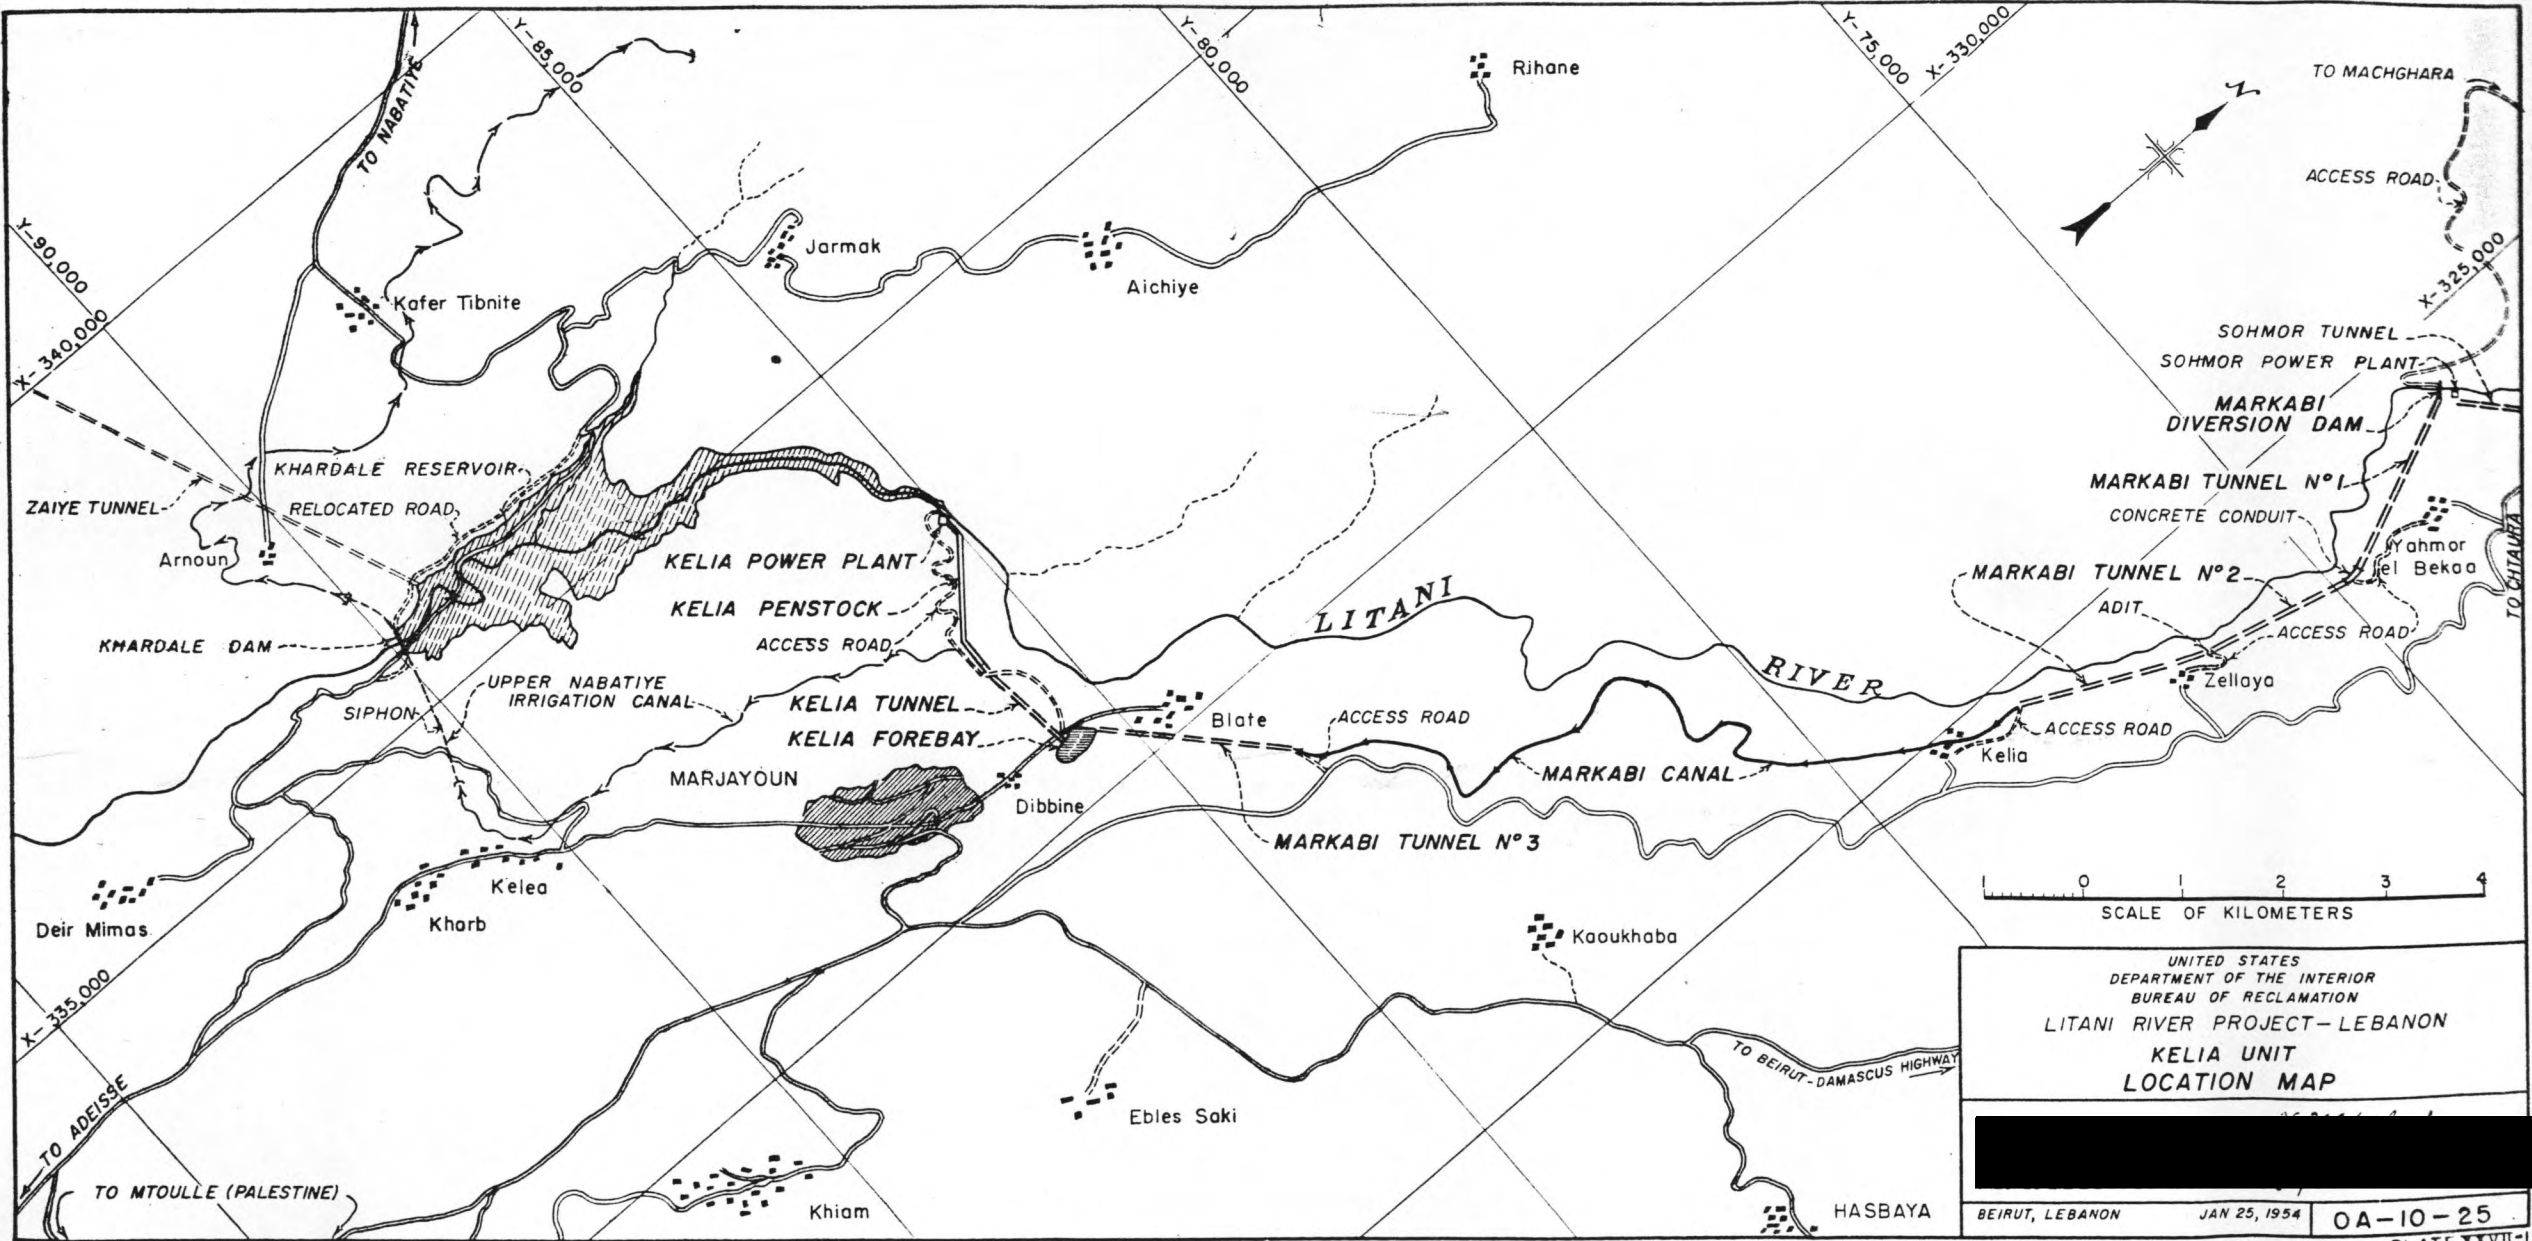 Y-85,000
Y-80,000
Y-75,000
X-330,000
TO NABATIYE
Rihane
N
TO MACHGHARA
ACCESS ROAD
Y-90,000
X-340,000
Jarmak
Kafer Tibnite
Aichiye
X-325,000
SOHMOR TUNNEL
SOHMOR POWER PLANT
MARKABI
DIVERSION DAM
KHARDALE RESERVOIR
ZAIYE TUNNEL
RELOCATED ROAD
MARKABI TUNNEL Nº1
CONCRETE CONDUIT
Yahmor
el Bekaa
TO CHTAURA
Arnoun
KELIA POWER PLANT
MARKABI TUNNEL Nº2
ADIT
ACCESS ROAD
KELIA PENSTOCK
LITANI
RIVER
KHARDALE DAM
ACCESS ROAD
UPPER NABATIYE
IRRIGATION CANAL
SIPHON
KELIA TUNNEL
KELIA FOREBAY
Blate
ACCESS ROAD
Zellaya
ACCESS ROAD
Kelia
MARJAYOUN
Dibbine
MARKABI CANAL
MARKABI TUNNEL Nº3
Kelea
Kharb
Deir Mimas
1 0 1 2 3 4
SCALE OF KILOMETERS
Kaoukhaba
X-335,000
UNITED STATES
DEPARTMENT OF THE INTERIOR
BUREAU OF RECLAMATION
LITANI RIVER PROJECT-LEBANON
KELIA UNIT
LOCATION MAP
TO BEIRUT-DAMASCUS HIGHWAY
TO ADEISSE
Ebles Saki
TO MTOULLE (PALESTINE)
Khiam
HASBAYA
BEIRUT, LEBANON JAN 25, 1954 OA-10-25